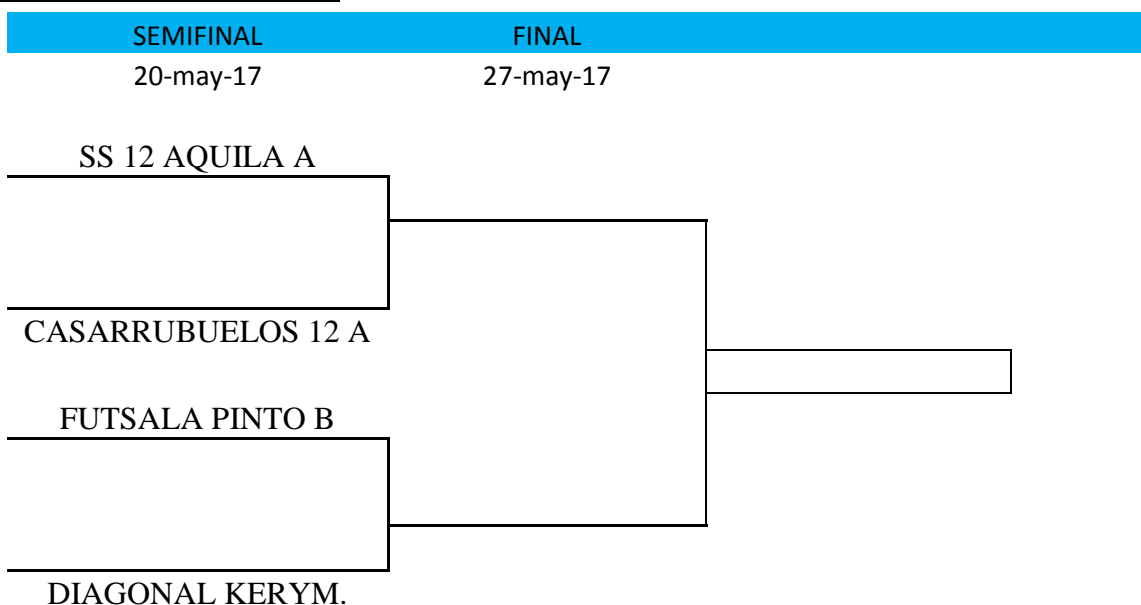 SEMIFINAL FINAL
20-may-17 27-may-17
SS 12 AQUILA A
CASARRUBUELOS 12 A
FUTSALA PINTO B
DIAGONAL KERYM.